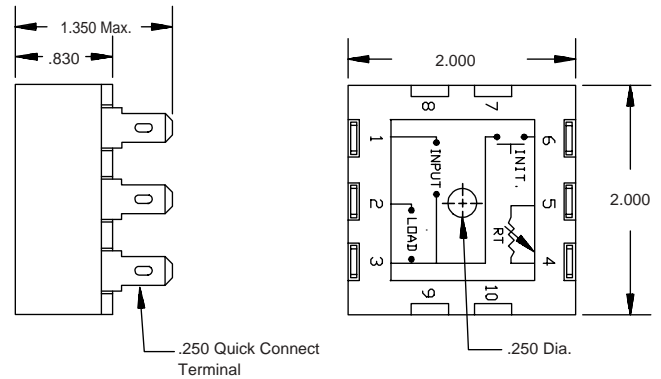 1.350 Max.
.830
2.000
8
7
1
6
INPUT
INIT.
2
5
2.000
LOAD
RT
3
4
9
10
.250 Quick Connect
Terminal
.250 Dia.